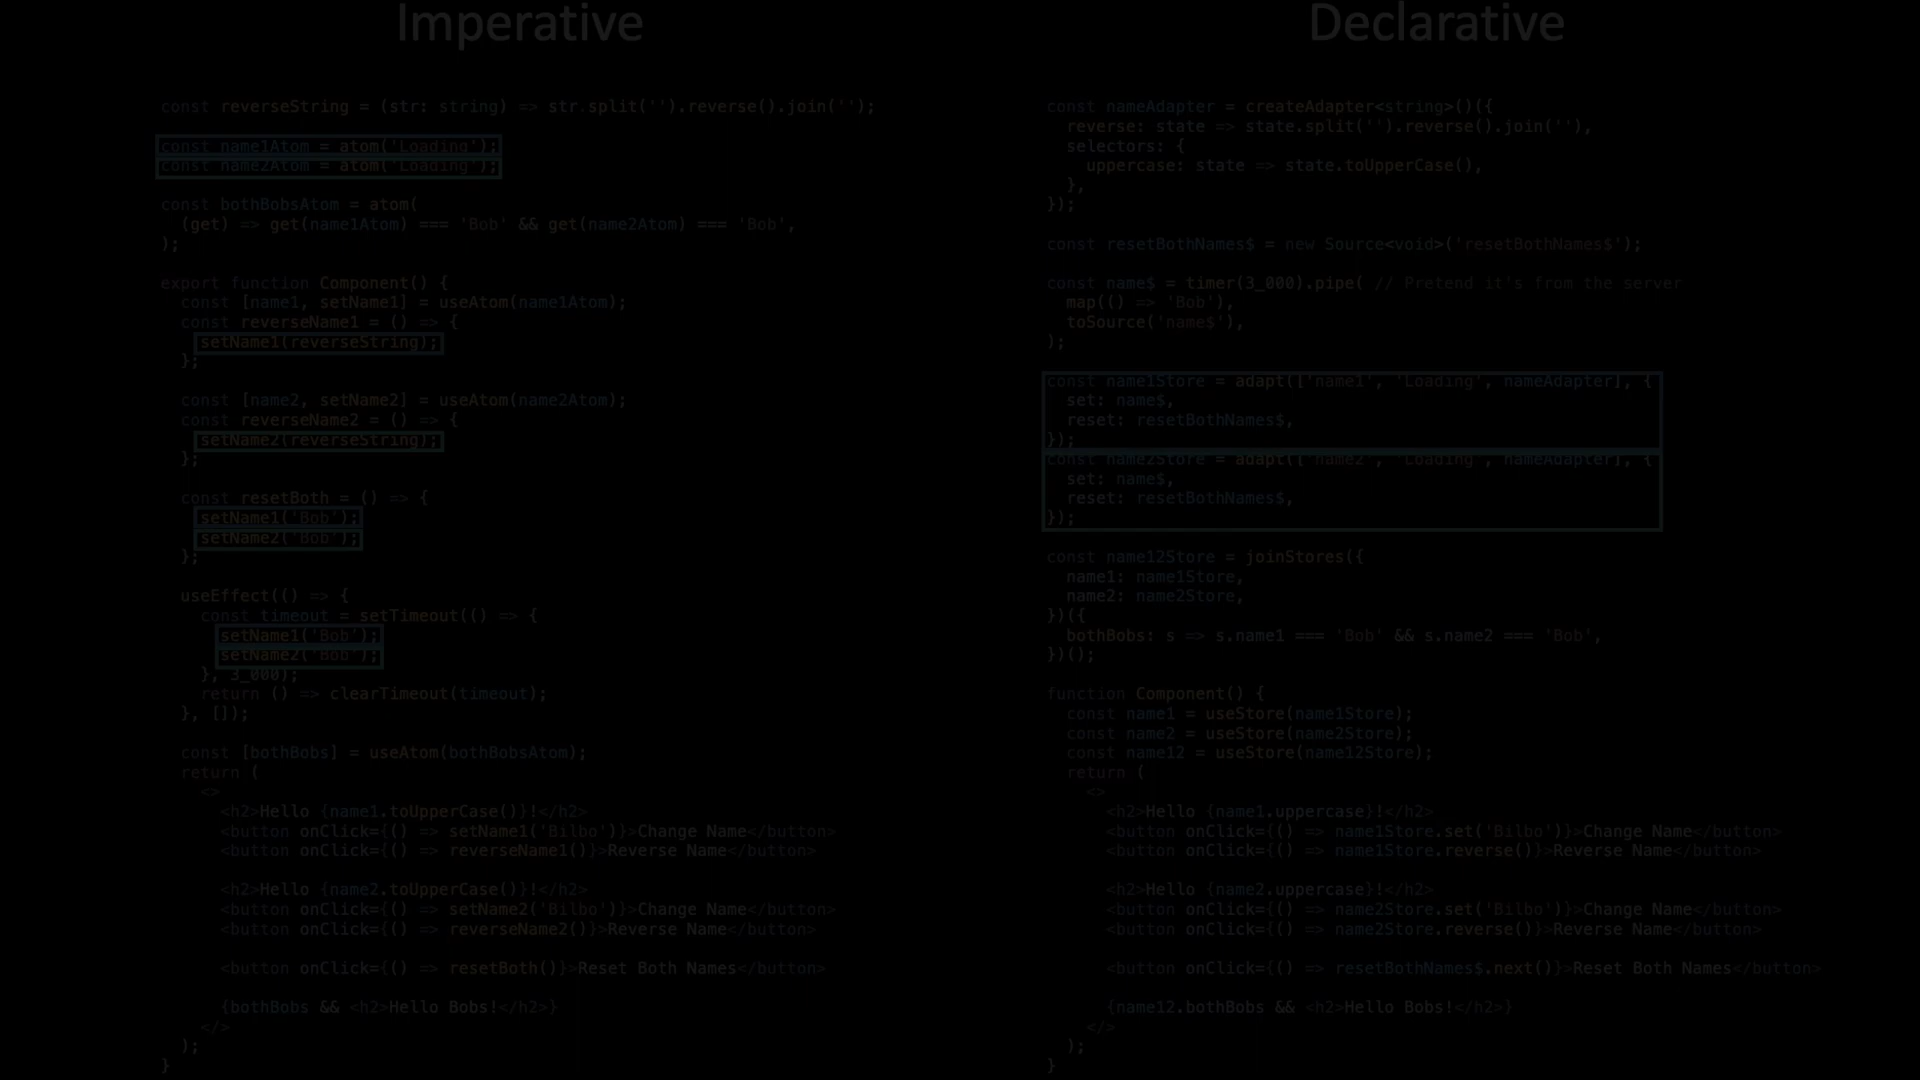 Imperative
const reverseString = (str: string) => str.split('').reverse().join('');
const name1Atom = atom('Loading');
const name2Atom = atom('Loading');
const bothBobsAtom = atom(
(get) => get(name1Atom) === 'Bob' && get(name2Atom) === 'Bob',
);
export function Component() {
const [name1, setName1] = useAtom(name1Atom);
const reverseName1 = () => {
setName1(reverseString);
};
const [name2, setName2] = useAtom(name2Atom);
const reverseName2 = () => {
setName2(reverseString);
};
const resetBoth = () => {
setName1('Bob');
setName2('Bob');
};
useEffect(() => {
const timeout = setTimeout(() => {
setName1('Bob');
setName2('Bob');
}, 3_000);
return () => clearTimeout(timeout);
}, []);
const [bothBobs] = useAtom(bothBobsAtom);
return (
<>
<h2>Hello {name1.toUpperCase()}!</h2>
<button onClick={() => setName1('Bilbo')}>Change Name</button>
<button onClick={() => reverseName1()}>Reverse Name</button>
<h2>Hello {name2.toUpperCase()}!</h2>
<button onClick={() => setName2('Bilbo')}>Change Name</button>
<button onClick={() => reverseName2()}>Reverse Name</button>
<button onClick={() => resetBoth()}>Reset Both Names</button>
{bothBobs && <h2>Hello Bobs!</h2>}
</>
);
}
Declarative
const nameAdapter = createAdapter<string>()({
reverse: state => state.split('').reverse().join(''),
selectors: {
uppercase: state => state.toUpperCase(),
},
});
const resetBothNames$ = new Source<void>('resetBothNames$');
const name$ = timer(3_000).pipe( // Pretend it's from the server
map(() => 'Bob'),
toSource('name$'),
);
const name1Store = adapt(['name1', 'Loading', nameAdapter], {
set: name$,
reset: resetBothNames$,
});
const name2Store = adapt(['name2', 'Loading', nameAdapter], {
set: name$,
reset: resetBothNames$,
});
const name12Store = joinStores({
name1: name1Store,
name2: name2Store,
})({
bothBobs: s => s.name1 === 'Bob' && s.name2 === 'Bob',
})();
function Component() {
const name1 = useStore(name1Store);
const name2 = useStore(name2Store);
const name12 = useStore(name12Store);
return (
<>
<h2>Hello {name1.uppercase}!</h2>
<button onClick={() => name1Store.set('Bilbo')}>Change Name</button>
<button onClick={() => name1Store.reverse()}>Reverse Name</button>
<h2>Hello {name2.uppercase}!</h2>
<button onClick={() => name2Store.set('Bilbo')}>Change Name</button>
<button onClick={() => name2Store.reverse()}>Reverse Name</button>
<button onClick={() => resetBothNames$.next()}>Reset Both Names</button>
{name12.bothBobs && <h2>Hello Bobs!</h2>}
</>
);
}